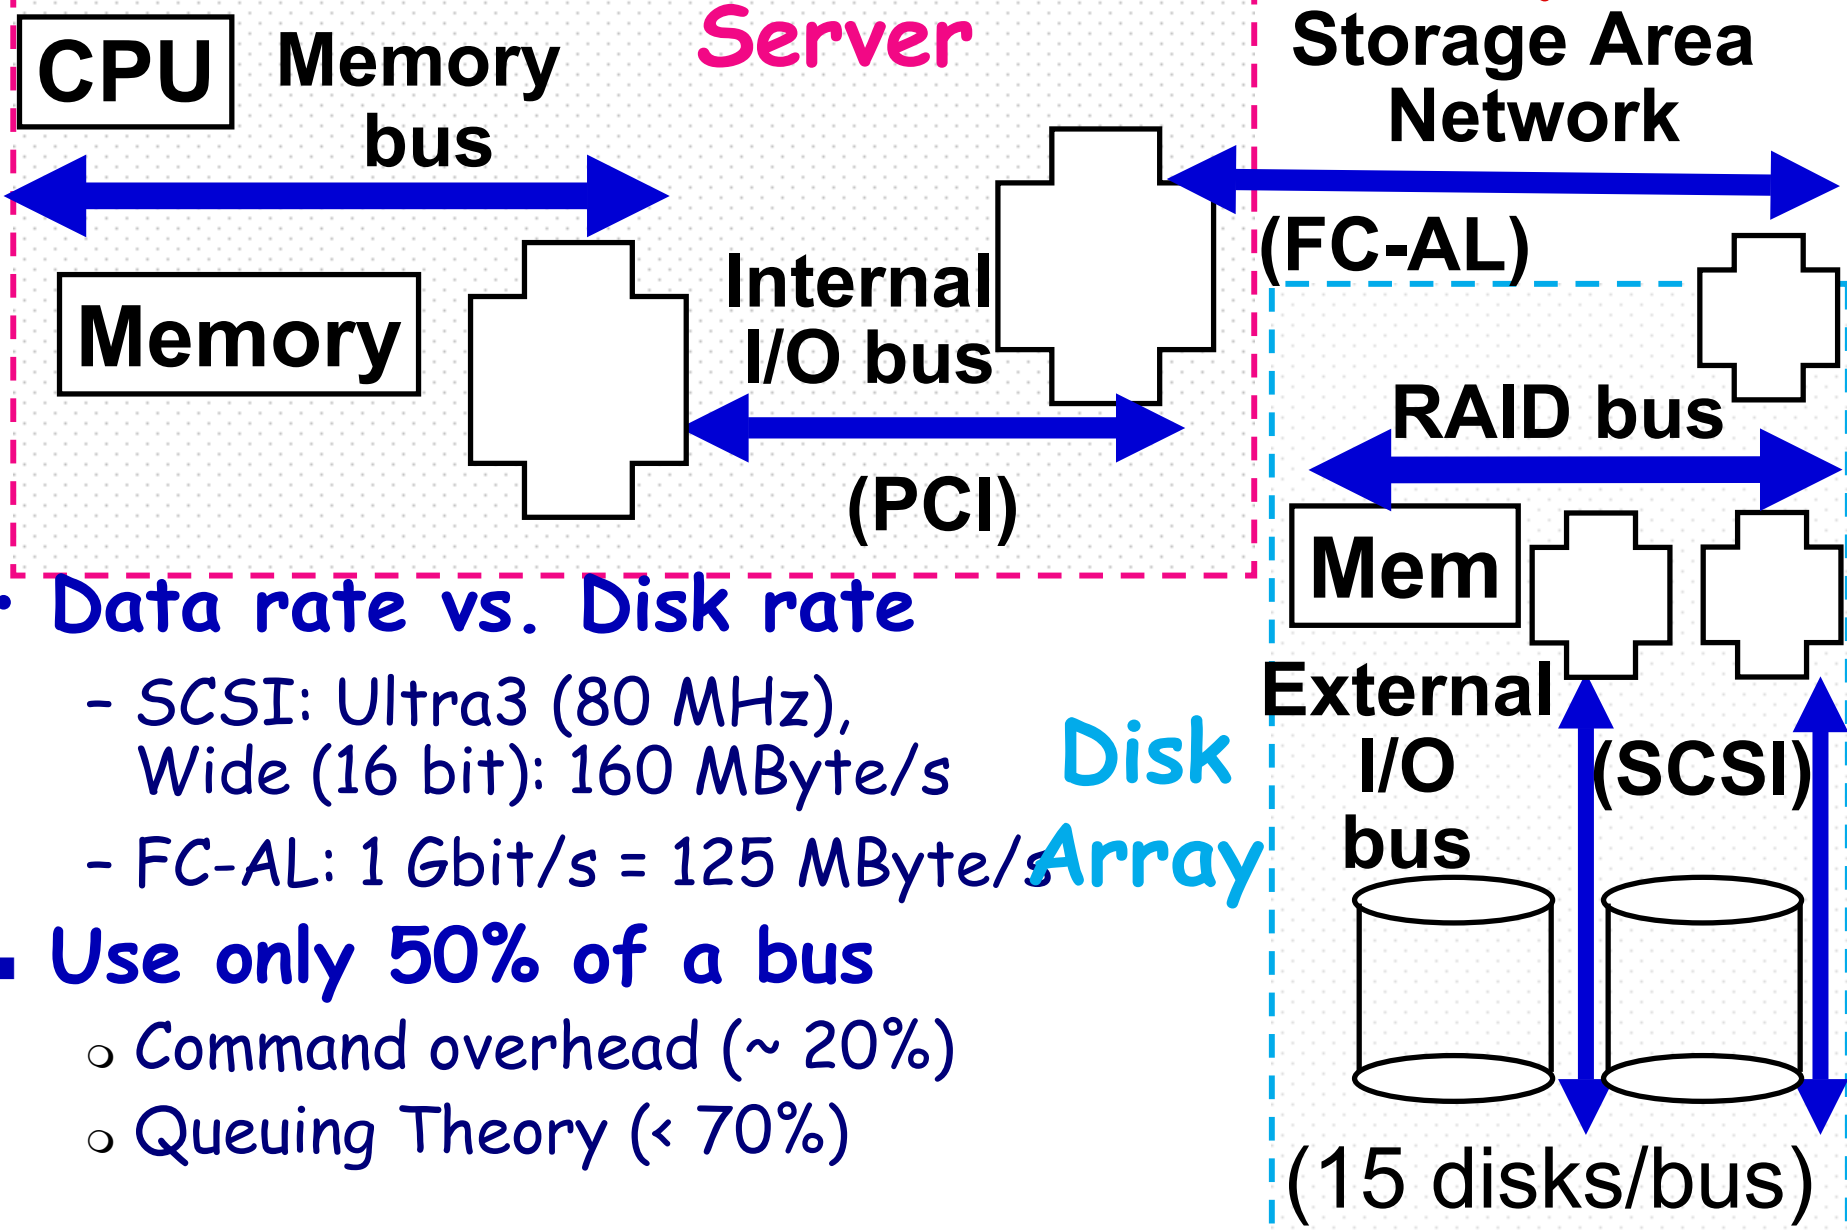 Server
CPU
Memory
bus
Storage Area
Network
Memory
Internal
I/O bus
(PCI)
(FC-AL)
RAID bus
Mem
External
I/O
bus
(SCSI)
(15 disks/bus)
Disk
Array
• Data rate vs. Disk rate
– SCSI: Ultra3 (80 MHz),
Wide (16 bit): 160 MByte/s
– FC-AL: 1 Gbit/s = 125 MByte/s
▪ Use only 50% of a bus
❍ Command overhead (~ 20%)
❍ Queuing Theory (< 70%)